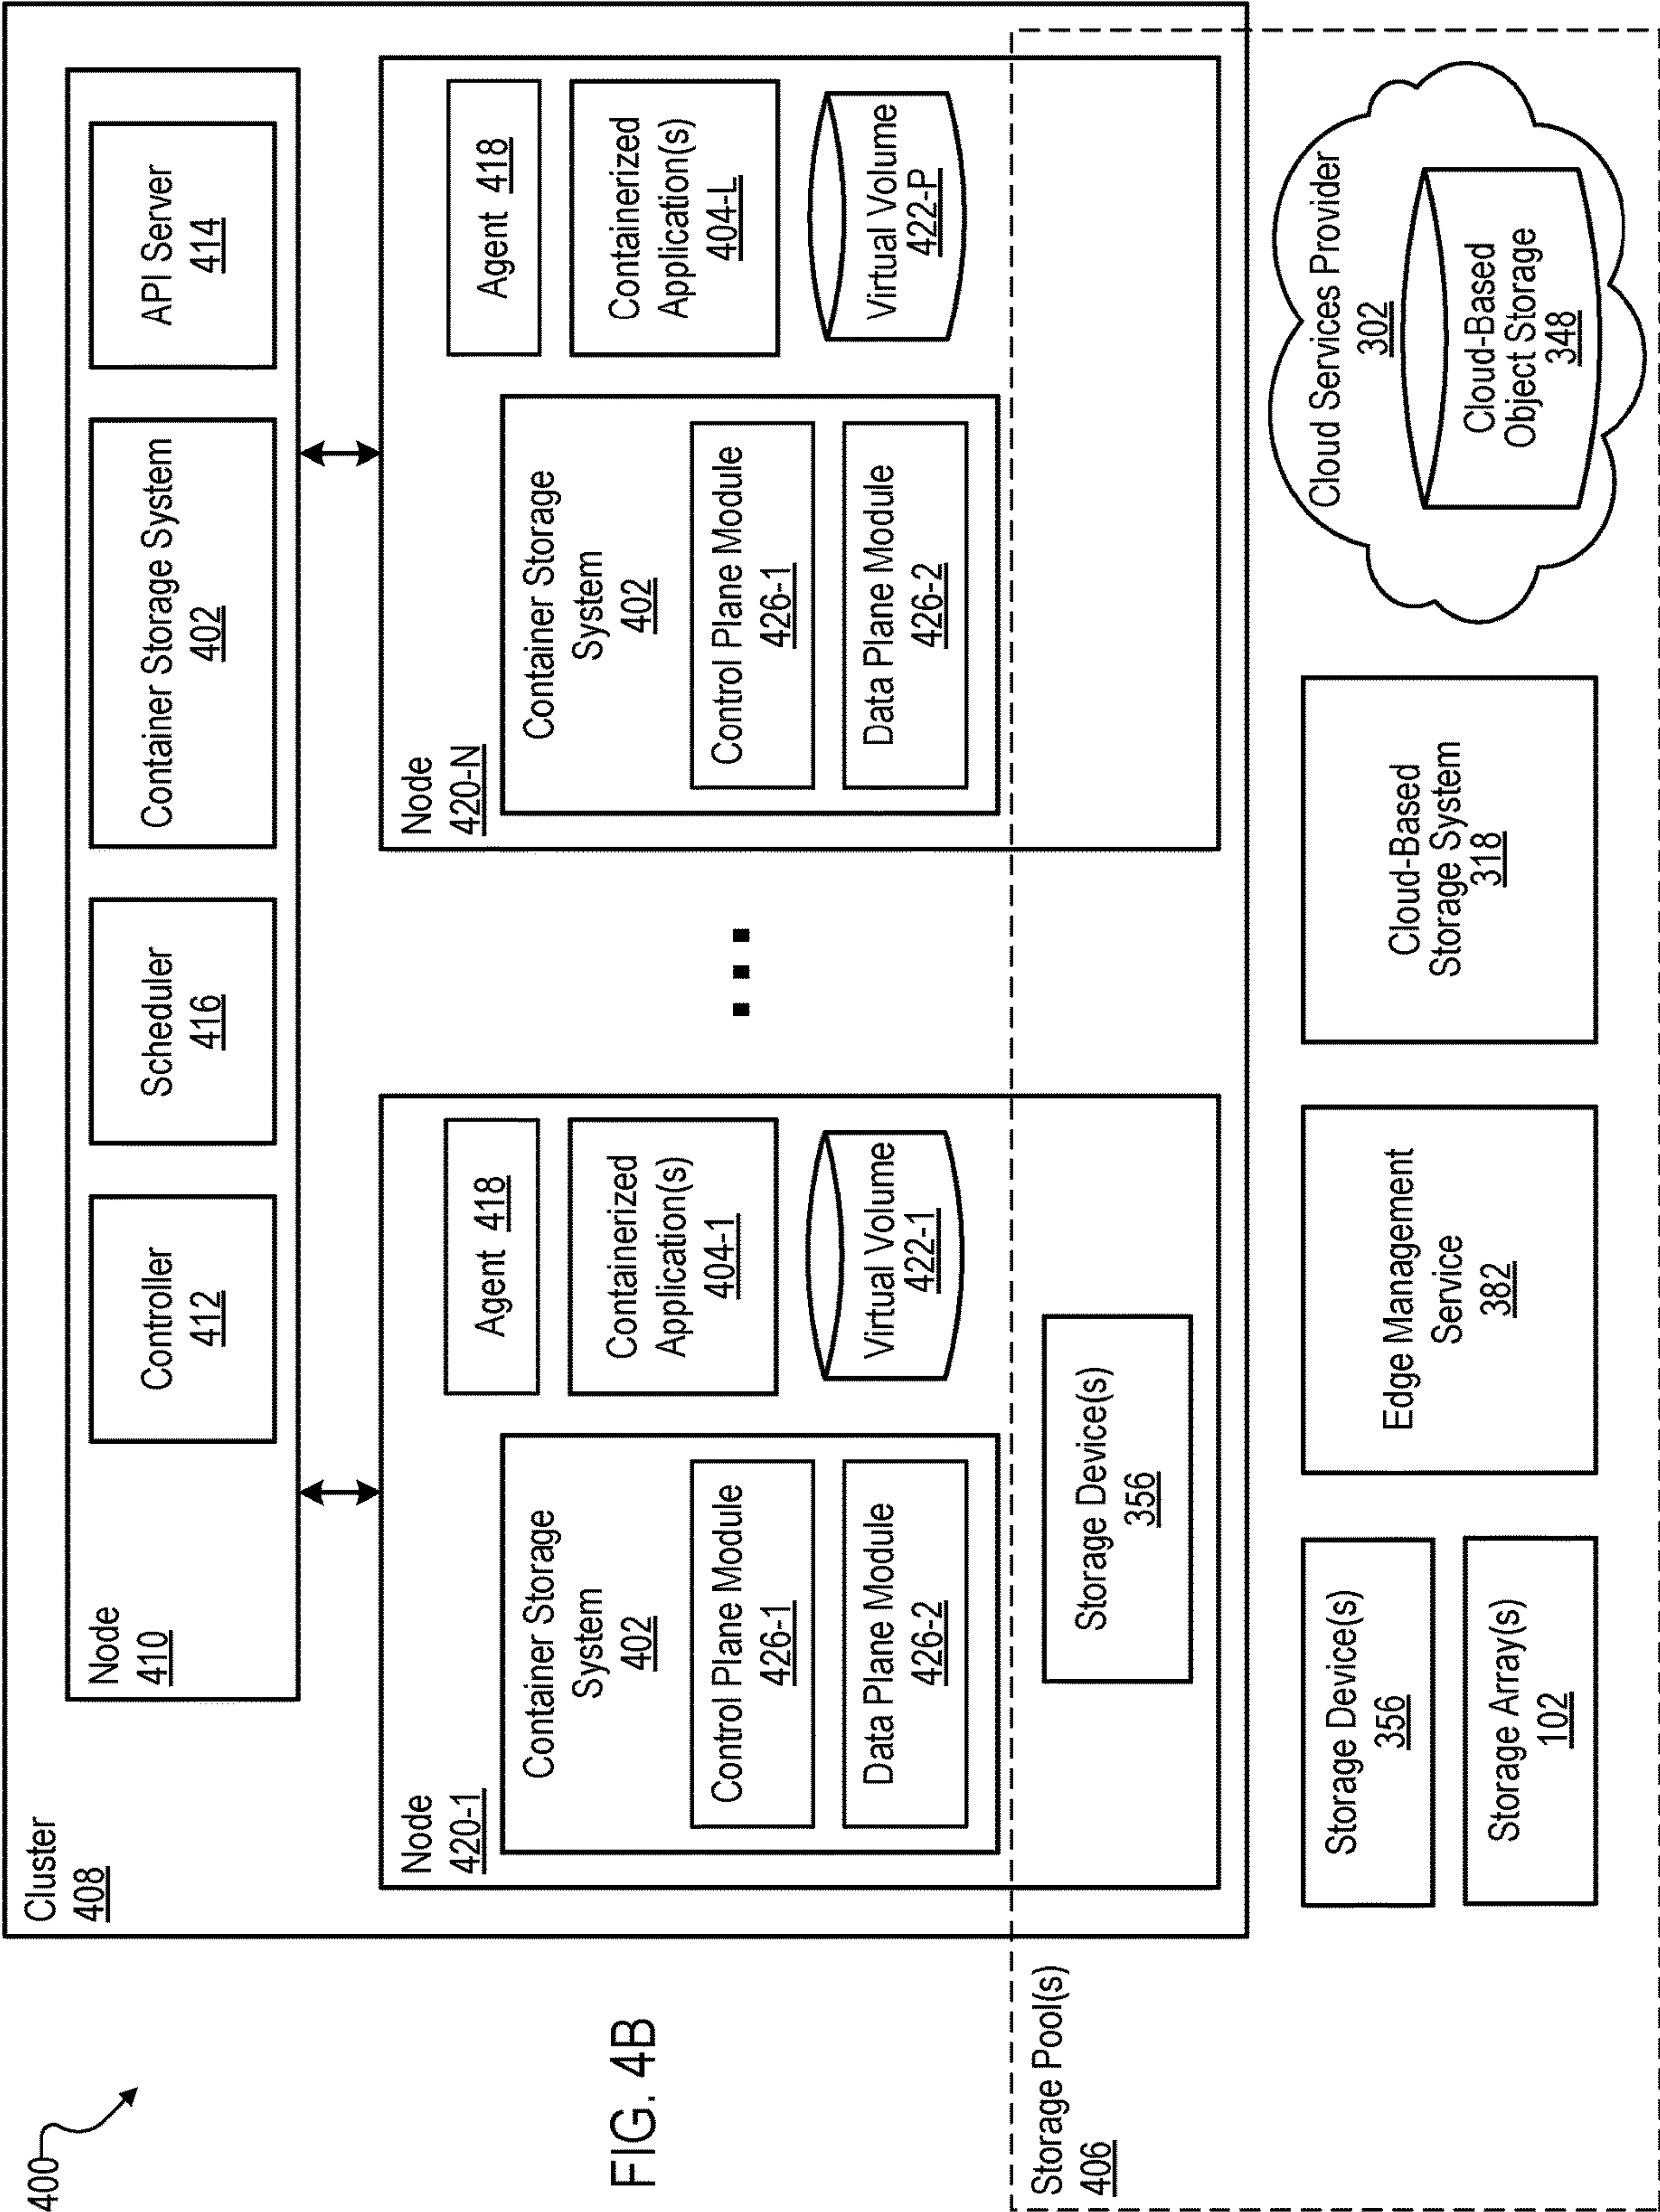 400
Cluster
408
Node
410
Controller
412
Scheduler
416
Container Storage System
402
API Server
414
Node
420-1
Container Storage
System
402
Control Plane Module
426-1
Data Plane Module
426-2
Agent 418
Containerized
Application(s)
404-1
Virtual Volume
422-1
Storage Device(s)
356
Node
420-N
Container Storage
System
402
Control Plane Module
426-1
Data Plane Module
426-2
Agent 418
Containerized
Application(s)
404-L
Virtual Volume
422-P
FIG. 4B
Storage Pool(s)
406
Storage Device(s)
356
Storage Array(s)
102
Edge Management
Service
382
Cloud-Based
Storage System
318
Cloud Services Provider
302
Cloud-Based
Object Storage
348